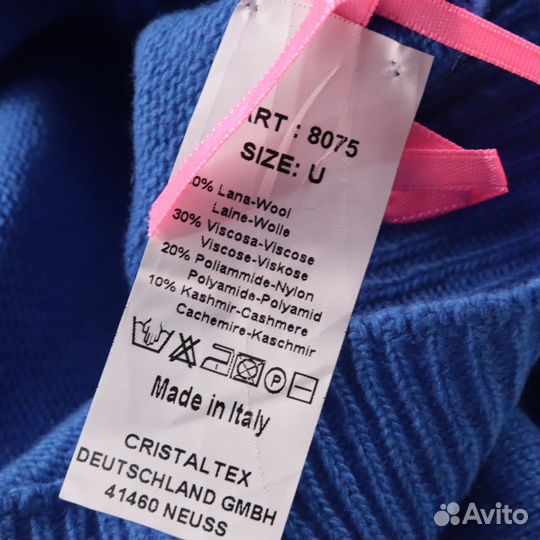 ART : 8075
SIZE: U
0% Lana-Wool
Laine-Wolle
30% Viscosa-Viscose
Viscose-Viskose
20% Poliammide-Nylon
Polyamide-Polyamid
10% Kashmir-Cashmere
Cachemire-Kaschmir
P
Made in Italy
CRISTALTEX
DEUTSCHLAND GMBH
41460 NEUSS
Avito